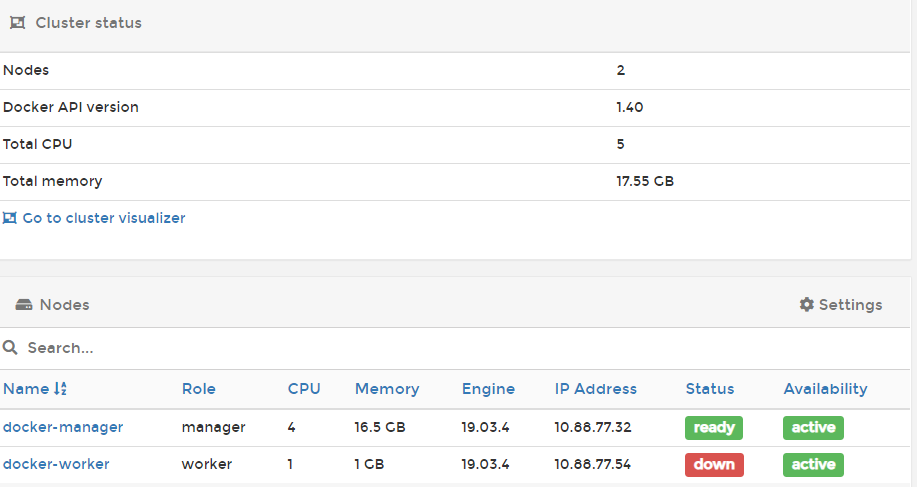 Cluster status
Nodes 2
Docker API version 1.40
Total CPU 5
Total memory 17.55 GB
Go to cluster visualizer
Nodes Settings
Search...
Name Role CPU Memory Engine IP Address Status Availability
docker-manager manager 4 16.5 GB 19.03.4 10.88.77.32 ready active
docker-worker worker 1 1 GB 19.03.4 10.88.77.54 down active